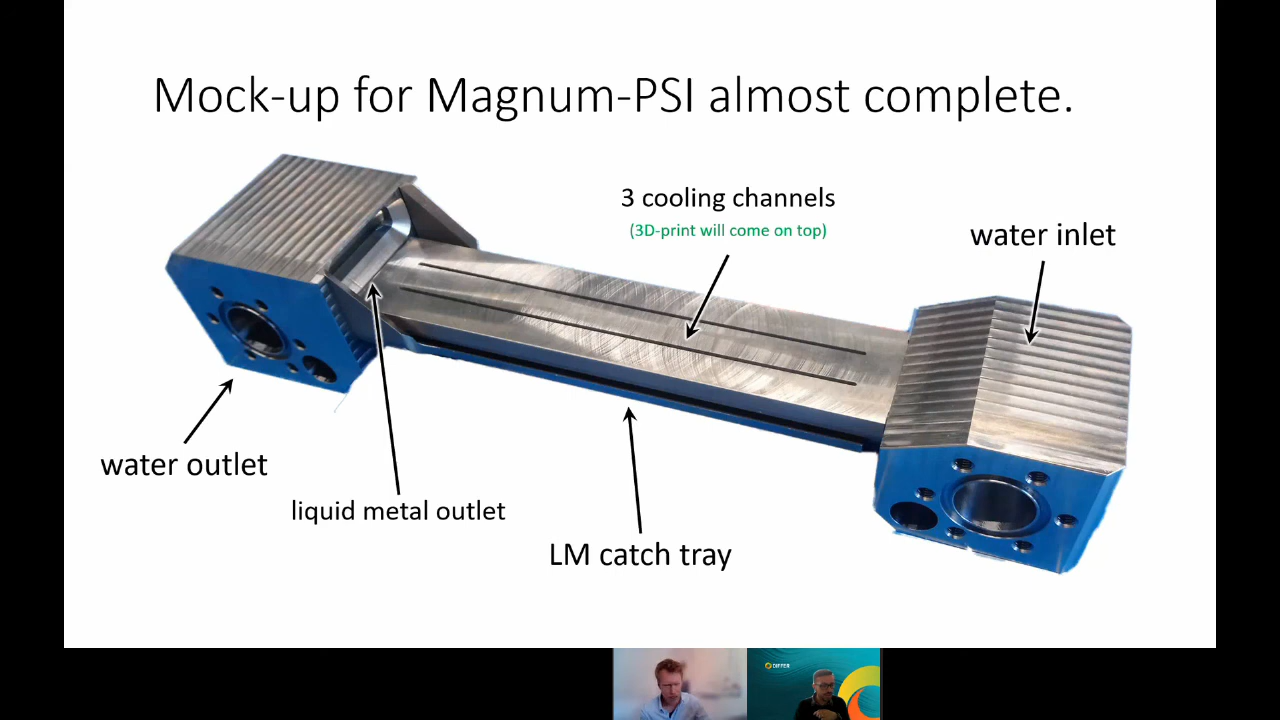 Mock-up for Magnum-PSI almost complete.
3 cooling channels
(3D-print will come on top)
water inlet
water outlet
liquid metal outlet
LM catch tray
DIFFER